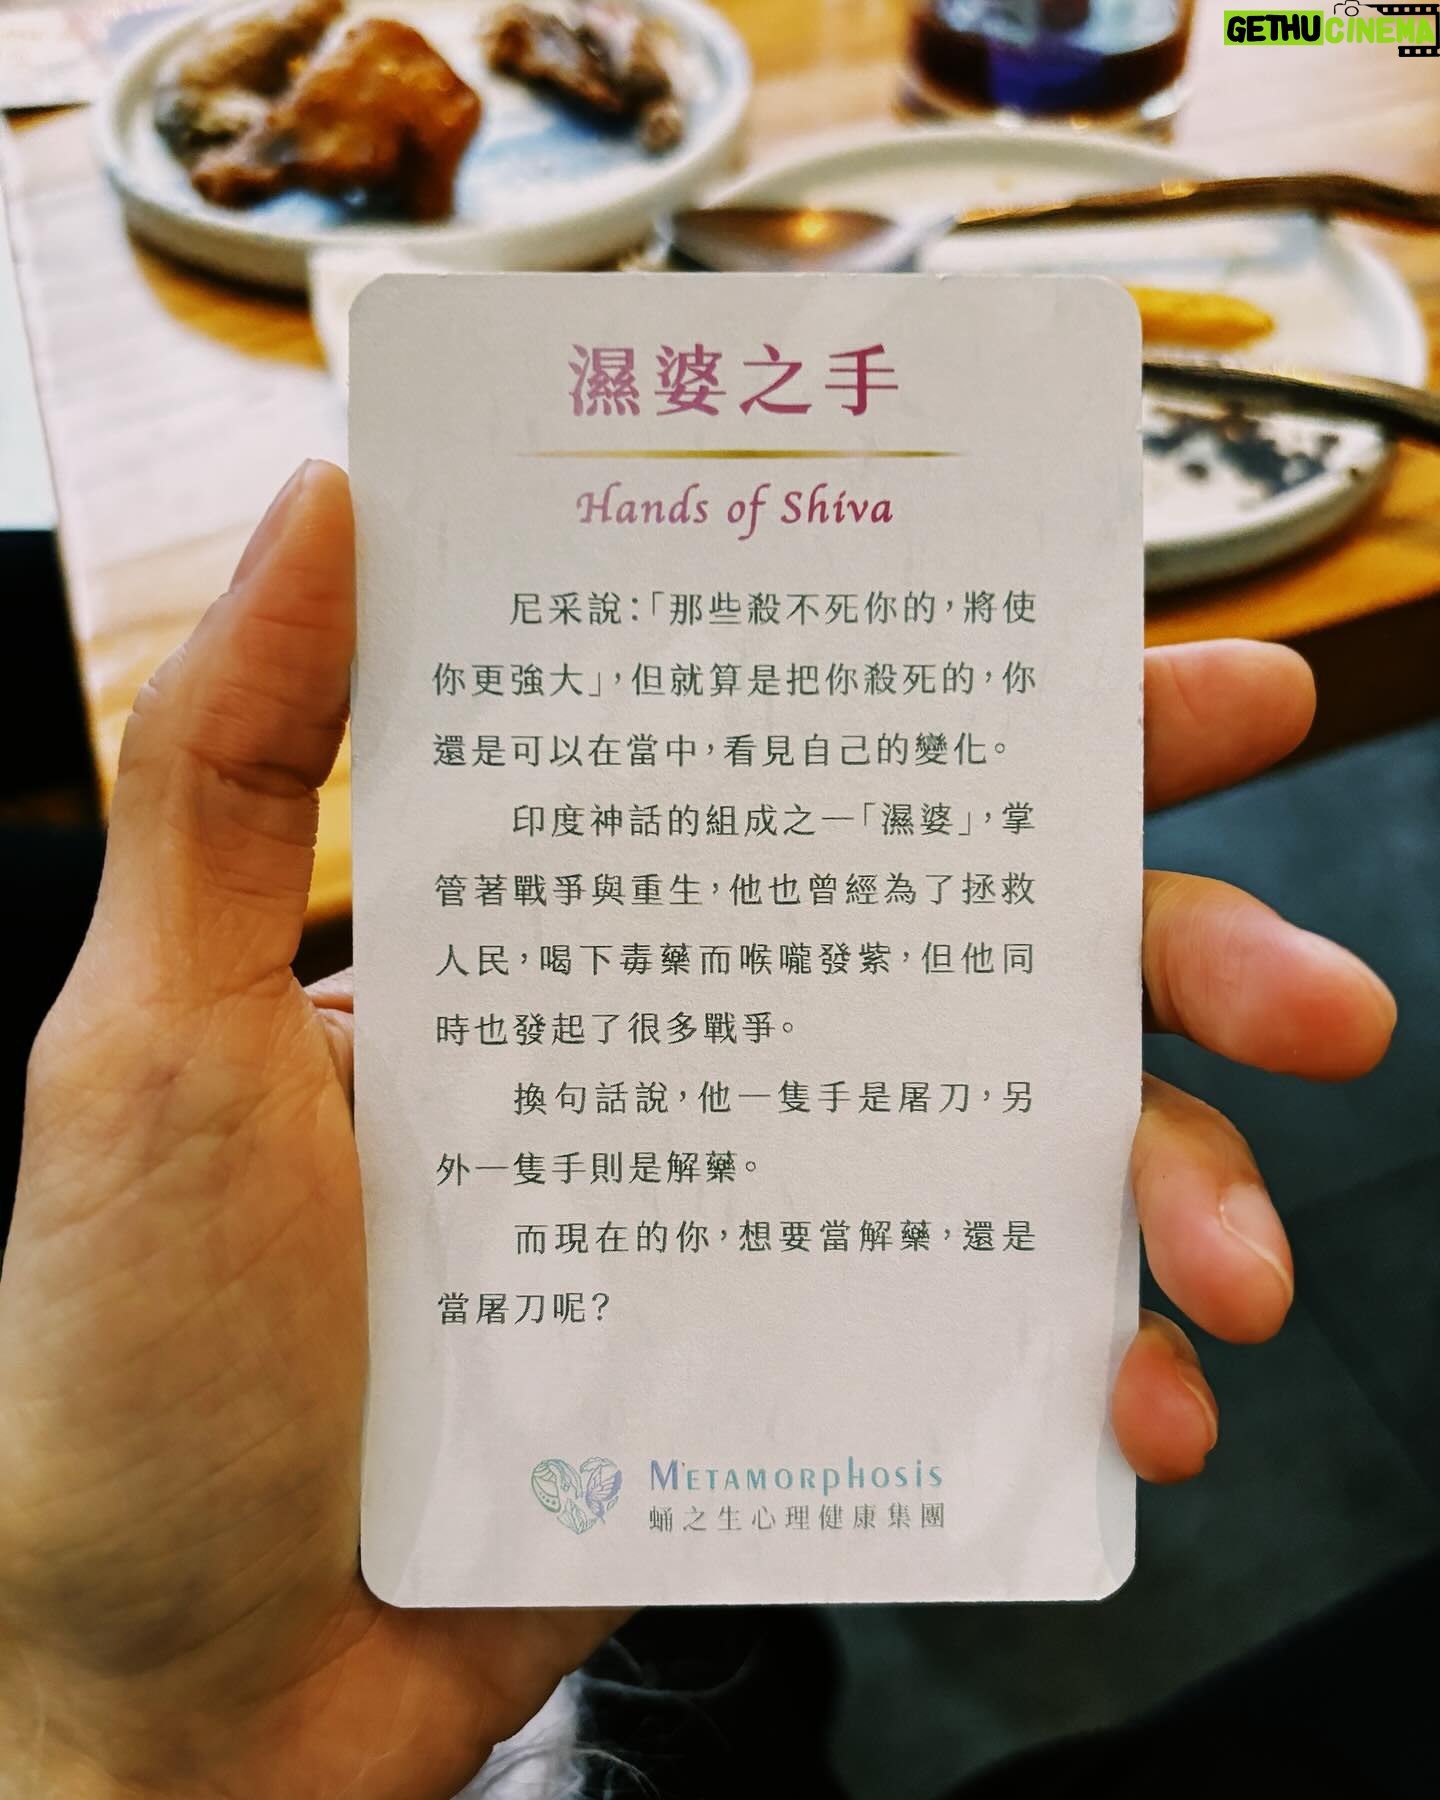 GETHUCINEMA
濕婆之手
Hands of Shiva
尼采說：「那些殺不死你的，將使
你更強大」，但就算是把你殺死的，你
還是可以在當中，看見自己的變化。
印度神話的組成之一「濕婆」，掌
管著戰爭與重生，他也曾經為了拯救
人民，喝下毒藥而喉嚨發紫，但他同
時也發起了很多戰爭。
換句話說，他一隻手是屠刀，另
外一隻手則是解藥。
而現在的你，想要當解藥，還是
當屠刀呢？
METAMORPHOSIS
蛹之生心理健康集團